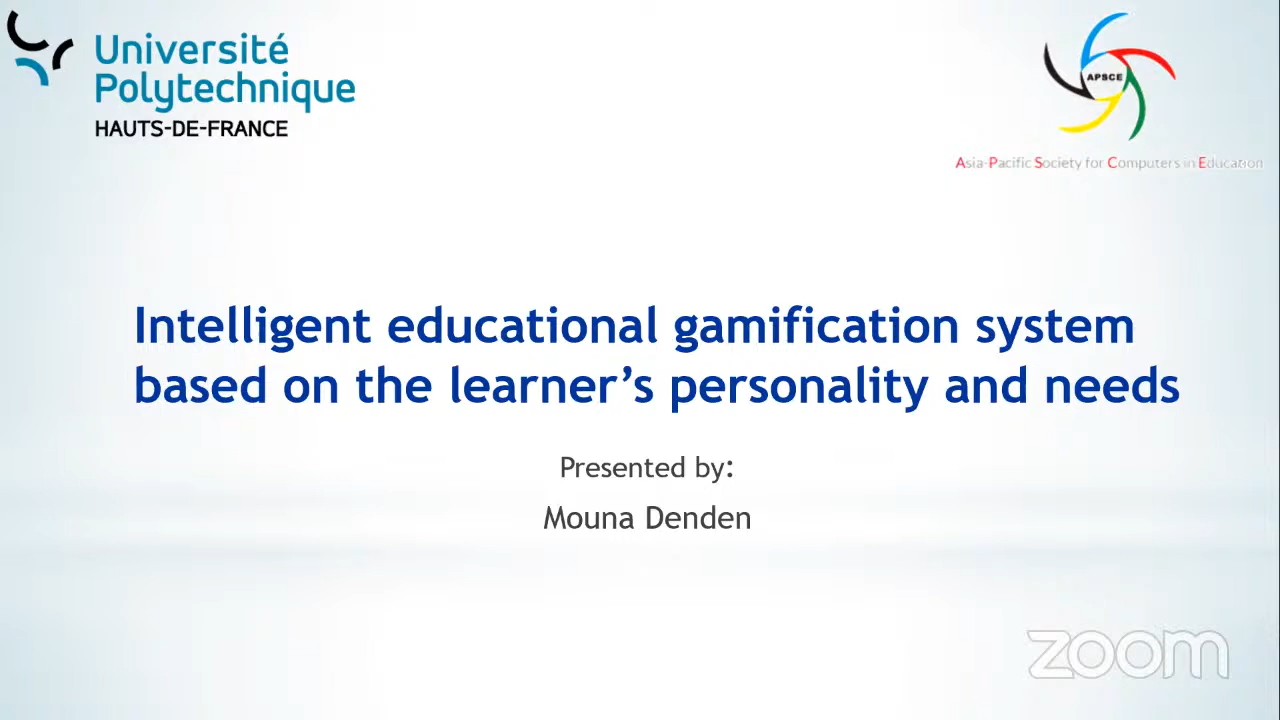 Université
Polytechnique
HAUTS-DE-FRANCE
APSCE
Asia-Pacific Society for Computers in Education
Intelligent educational gamification system
based on the learner’s personality and needs
Presented by:
Mouna Denden
zoom